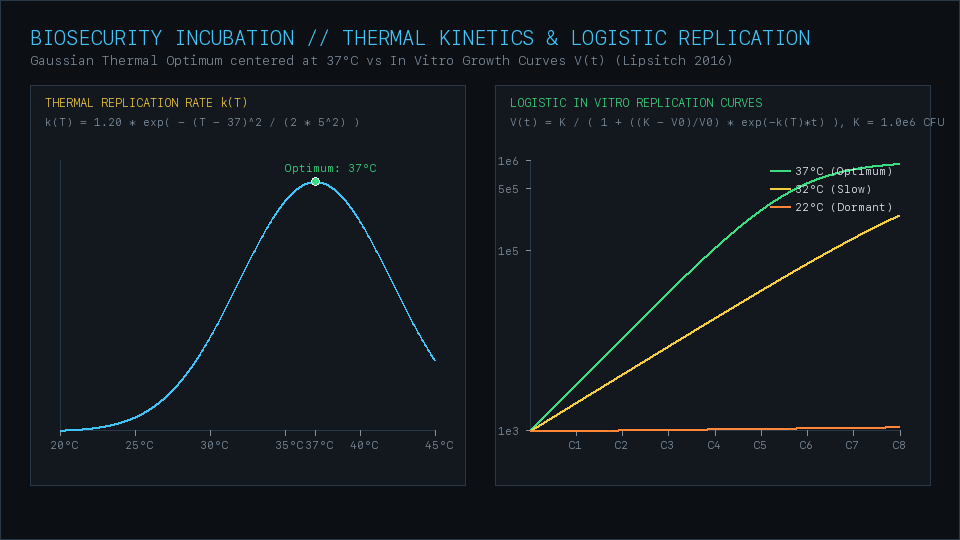 BIOSECURITY INCUBATION // THERMAL KINETICS & LOGISTIC REPLICATION
Gaussian Thermal Optimum centered at 37°C vs In Vitro Growth Curves V(t) (Lipsitch 2016)
THERMAL REPLICATION RATE k(T)
k(T) = 1.20 * exp( - (T - 37)^2 / (2 * 5^2) )
Optimum: 37°C
20°C 25°C 30°C 35°C 37°C 40°C 45°C
LOGISTIC IN VITRO REPLICATION CURVES
V(t) = K / ( 1 + ((K - V0)/V0) * exp(-k(T)*t) ), K = 1.0e6 CFU
1e6
5e5
1e5
1e3
37°C (Optimum)
32°C (Slow)
22°C (Dormant)
C1 C2 C3 C4 C5 C6 C7 C8